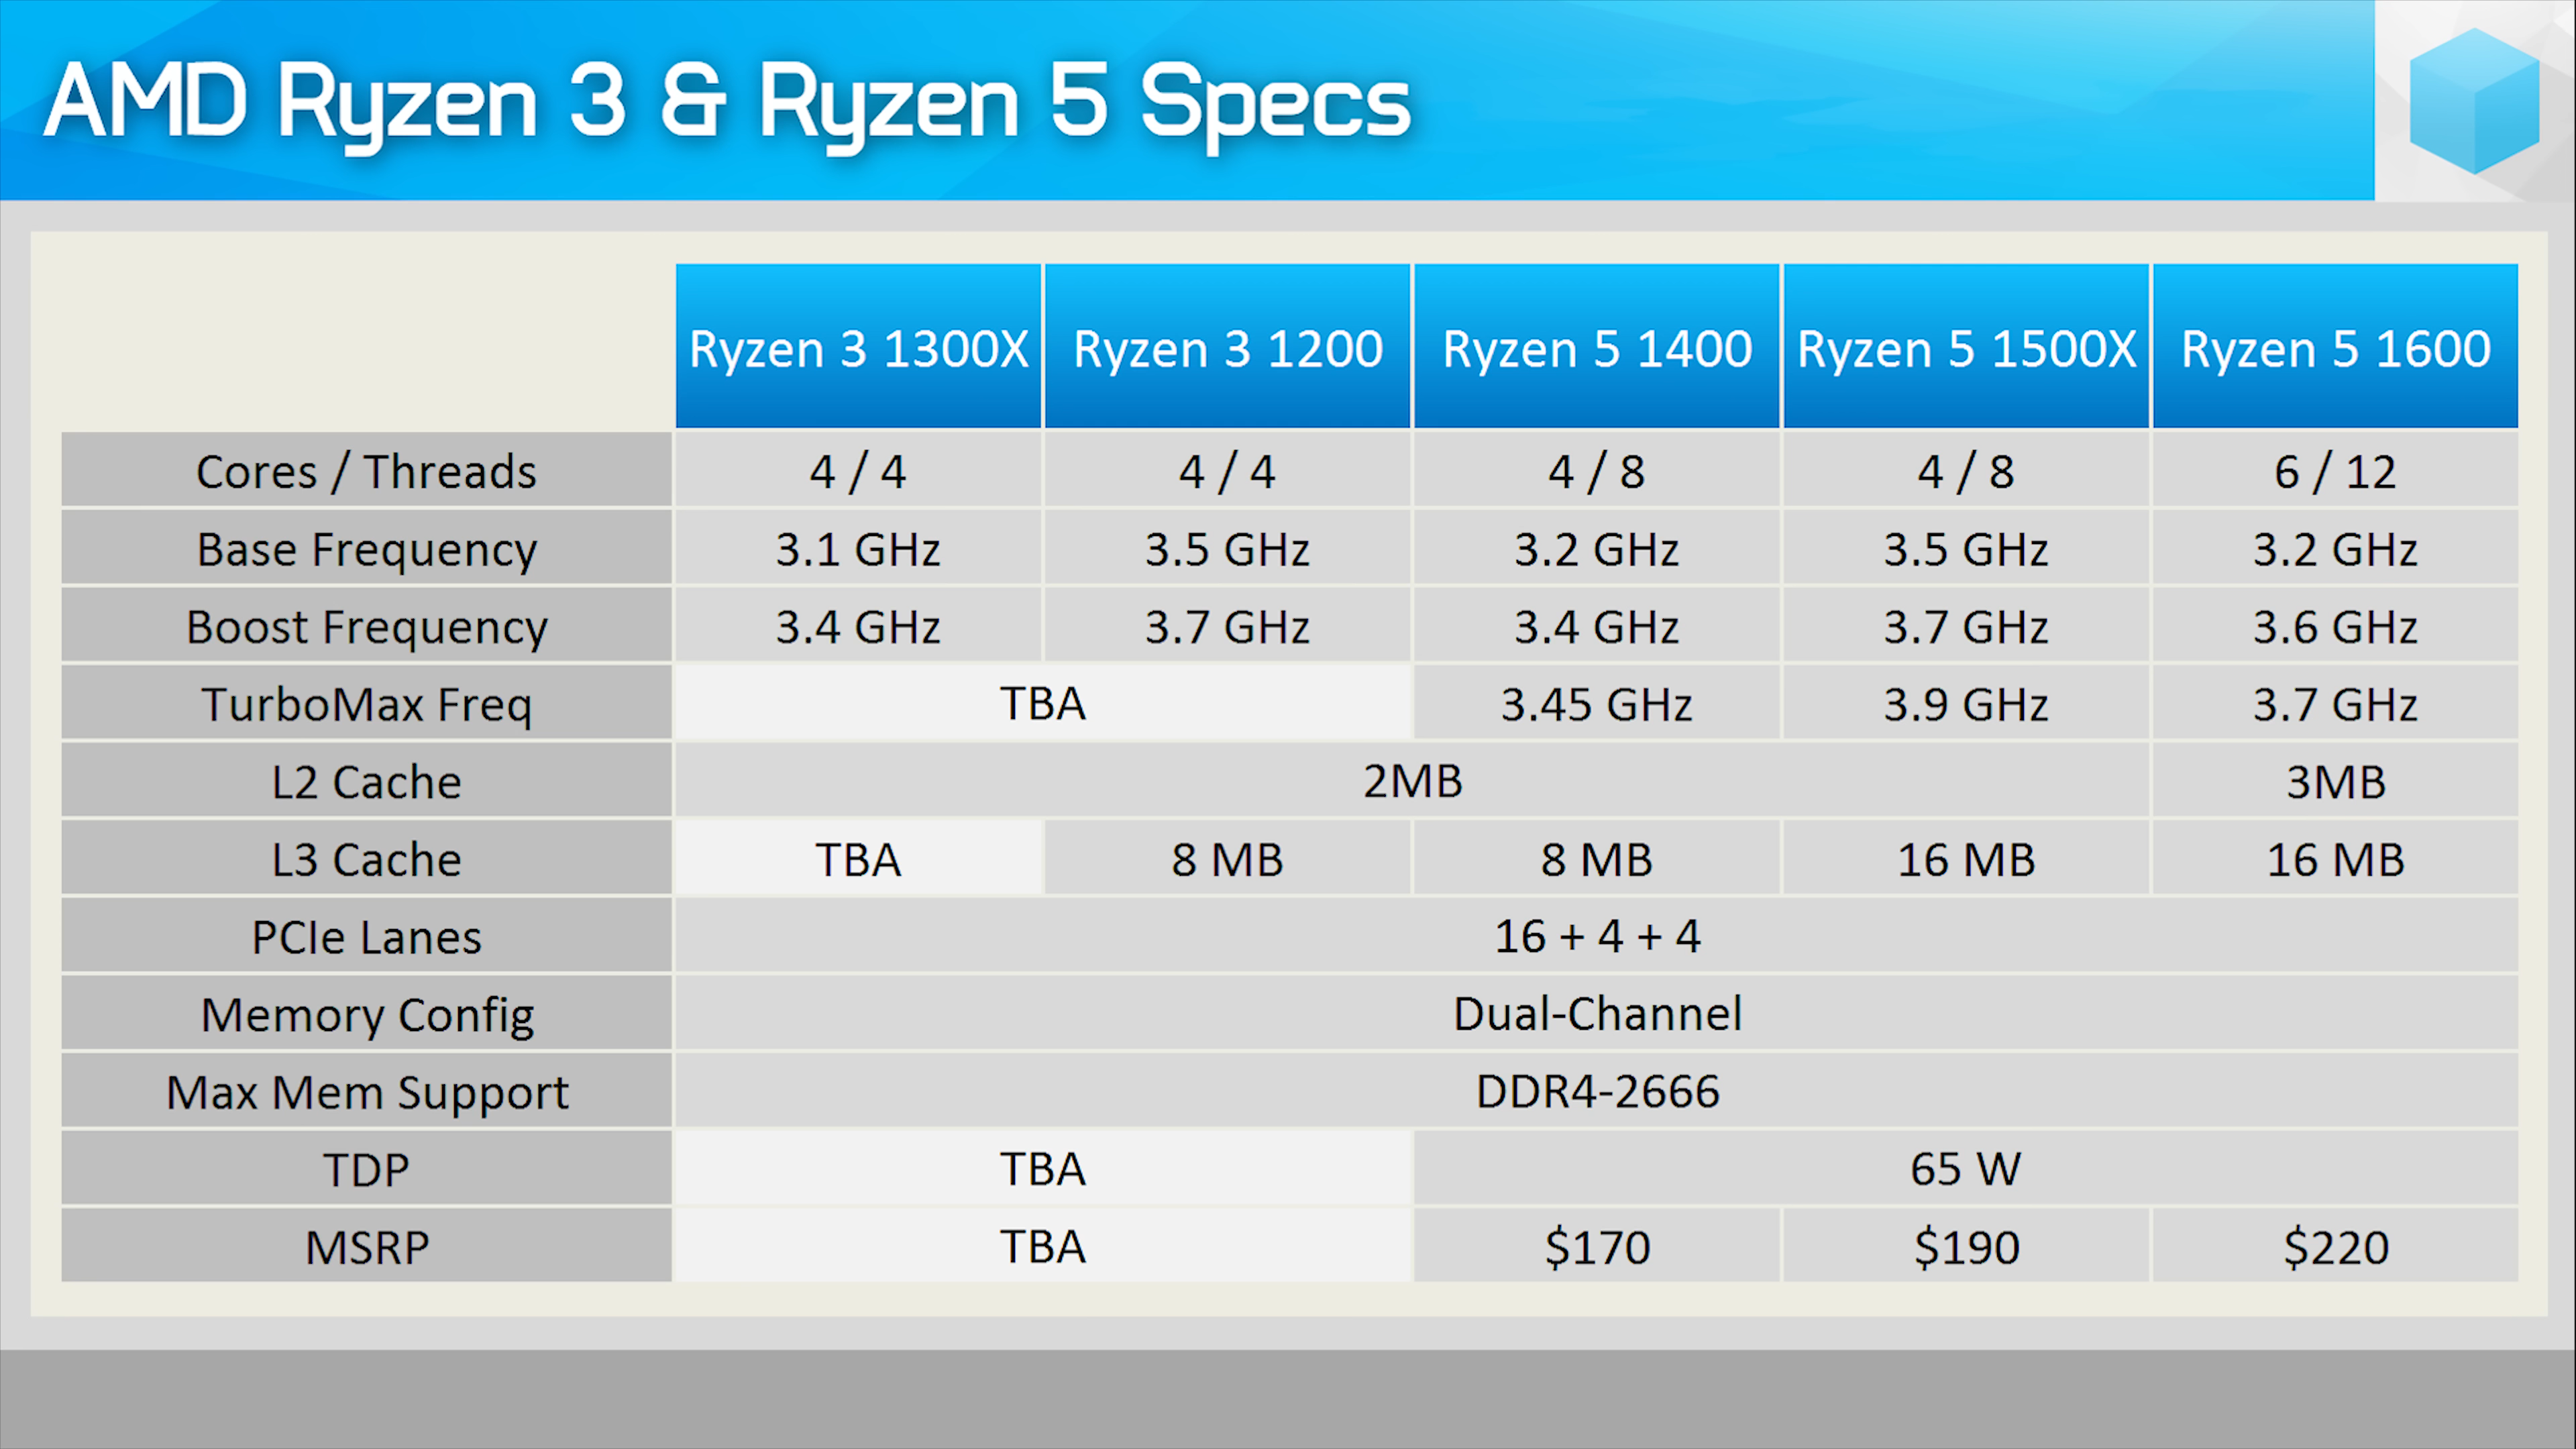 AMD Ryzen 3 & Ryzen 5 Specs
Ryzen 3 1300X Ryzen 3 1200 Ryzen 5 1400 Ryzen 5 1500X Ryzen 5 1600
Cores / Threads 4 / 4 4 / 4 4 / 8 4 / 8 6 / 12
Base Frequency 3.1 GHz 3.5 GHz 3.2 GHz 3.5 GHz 3.2 GHz
Boost Frequency 3.4 GHz 3.7 GHz 3.4 GHz 3.7 GHz 3.6 GHz
TurboMax Freq TBA 3.45 GHz 3.9 GHz 3.7 GHz
L2 Cache 2MB 3MB
L3 Cache TBA 8 MB 8 MB 16 MB 16 MB
PCIe Lanes 16 + 4 + 4
Memory Config Dual-Channel
Max Mem Support DDR4-2666
TDP TBA 65 W
MSRP TBA $170 $190 $220